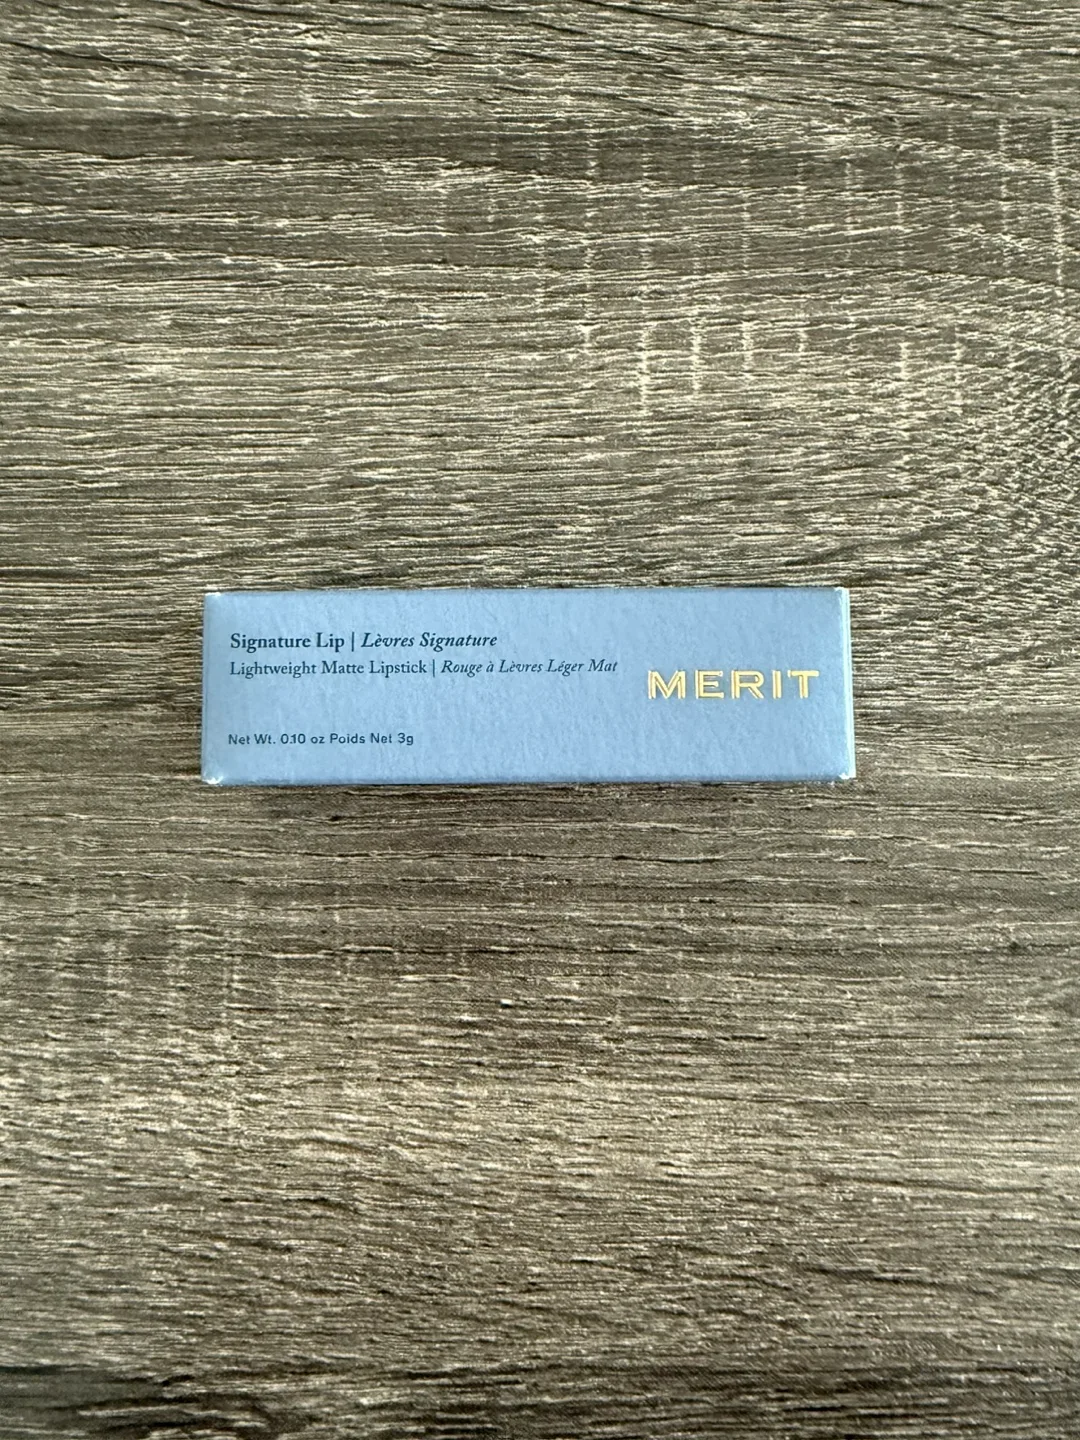 Signature Lip | Lèvres Signature
Lightweight Matte Lipstick | Rouge à Lèvres Léger Mat
MERIT
Net Wt. 0.10 oz Poids Net 3g